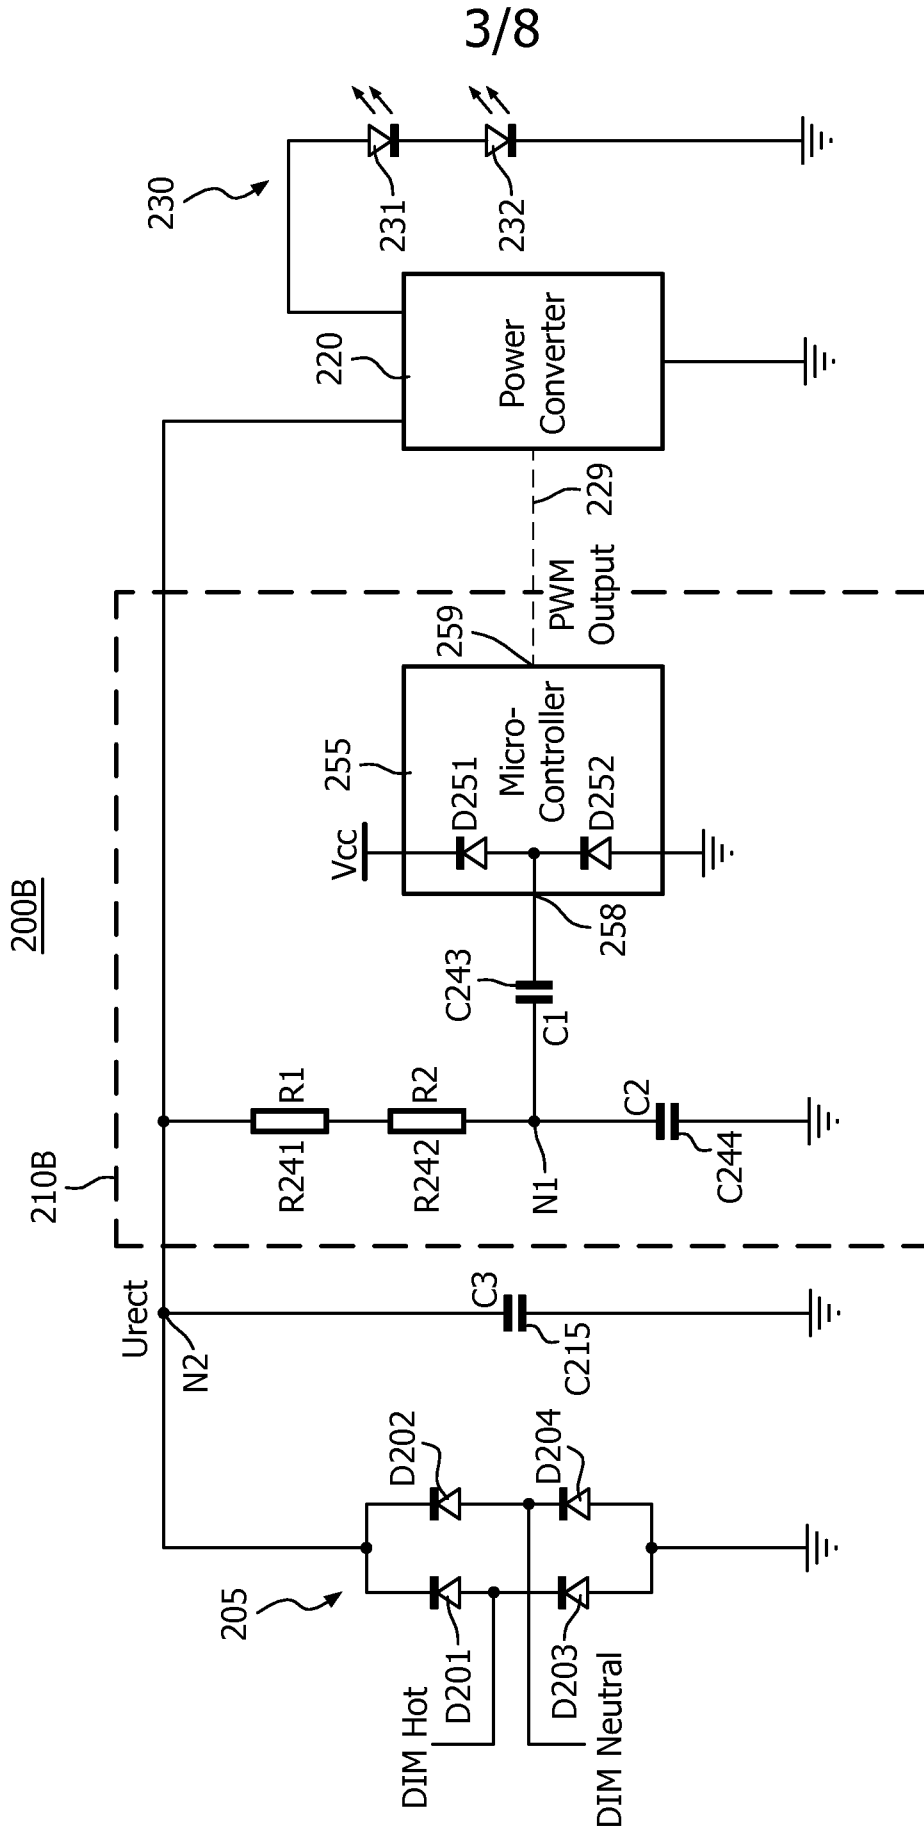 3/8
200B
210B
230
231
232
220
Power
Converter
229
PWM
Output
259
255
Vcc
D251
Micro-
Controller
D252
258
C243
C1
R1
R241
R2
R242
N1
C2
C244
Urect
N2
C3
C215
205
D202
D204
D201
D203
DIM Hot
DIM Neutral